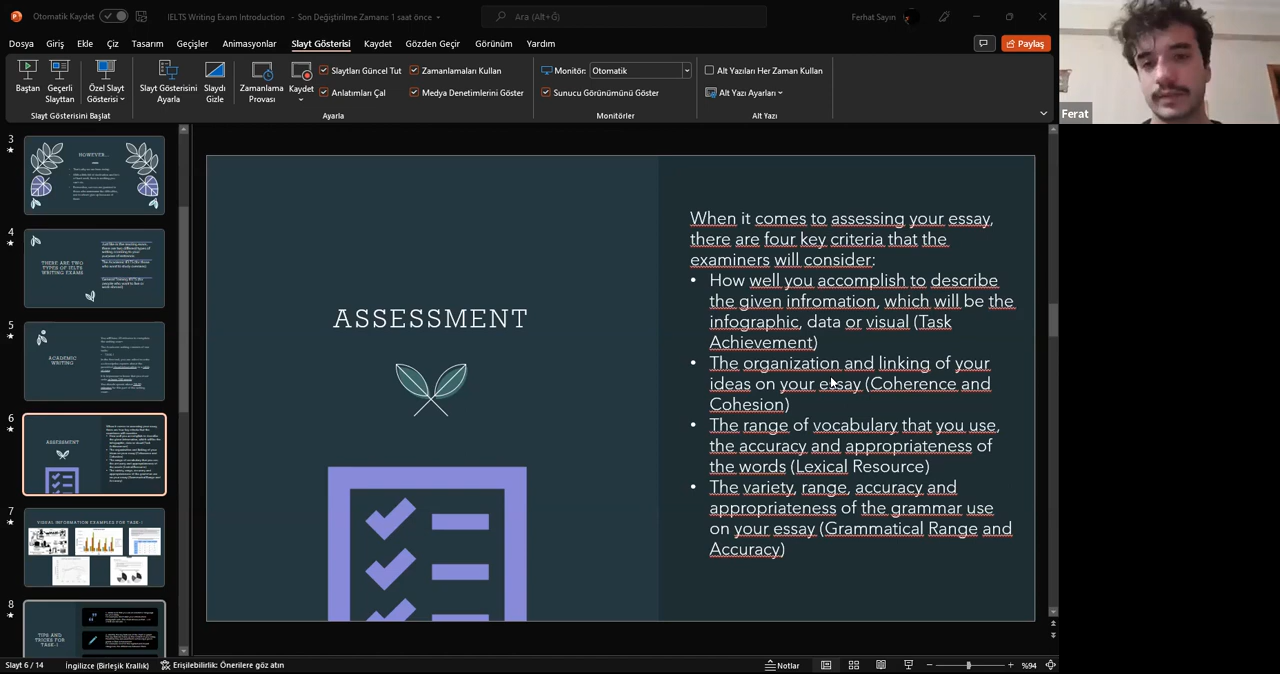 Otomatik Kaydet
IELTS Writing Exam Introduction - Son Değiştirilme Zamanı: 1 saat önce
Ara (Alt+G)
Ferhat Sayın
Dosya Giriş Ekle Çiz Tasarım Geçişler Animasyonlar Slayt Gösterisi Kaydet Gözden Geçir Görünüm Yardım
Paylaş
Baştan
Geçerli Slayttan
Özel Slayt Gösterisi
Slayt Gösterisini Ayarla
Slaydı Gizle
Zamanlama Provası
Kaydet
Slaytları Güncel Tut
Zamanlamaları Kullan
Anlatımları Çal
Medya Denetimlerini Göster
Monitör: Otomatik
Sunucu Görünümünü Göster
Alt Yazıları Her Zaman Kullan
Alt Yazı Ayarları
Slayt Gösterisini Başlat
Ayarla
Monitörler
Alt Yazı
Ferat
3
HOWEVER...
4
THERE ARE TWO
TYPES OF IELTS
WRITING EXAMS
5
ACADEMIC
WRITING
6
ASSESSMENT
7
VISUAL INFORMATION EXAMPLES FOR TASK-1
8
TIPS AND
TRICKS FOR
TASK-1
ASSESSMENT
When it comes to assessing your essay,
there are four key criteria that the
examiners will consider:
• How well you accomplish to describe
the given infromation, which will be the
infographic, data or visual (Task
Achievement)
• The organization and linking of your
ideas on your essay (Coherence and
Cohesion)
• The range of vocabulary that you use,
the accuracy and appropriateness of
the words (Lexical Resource)
• The variety, range, accuracy and
appropriateness of the grammar use
on your essay (Grammatical Range and
Accuracy)
Slayt 6 / 14
İngilizce (Birleşik Krallık)
Erişilebilirlik: Önerilere göz atın
Notlar
%94